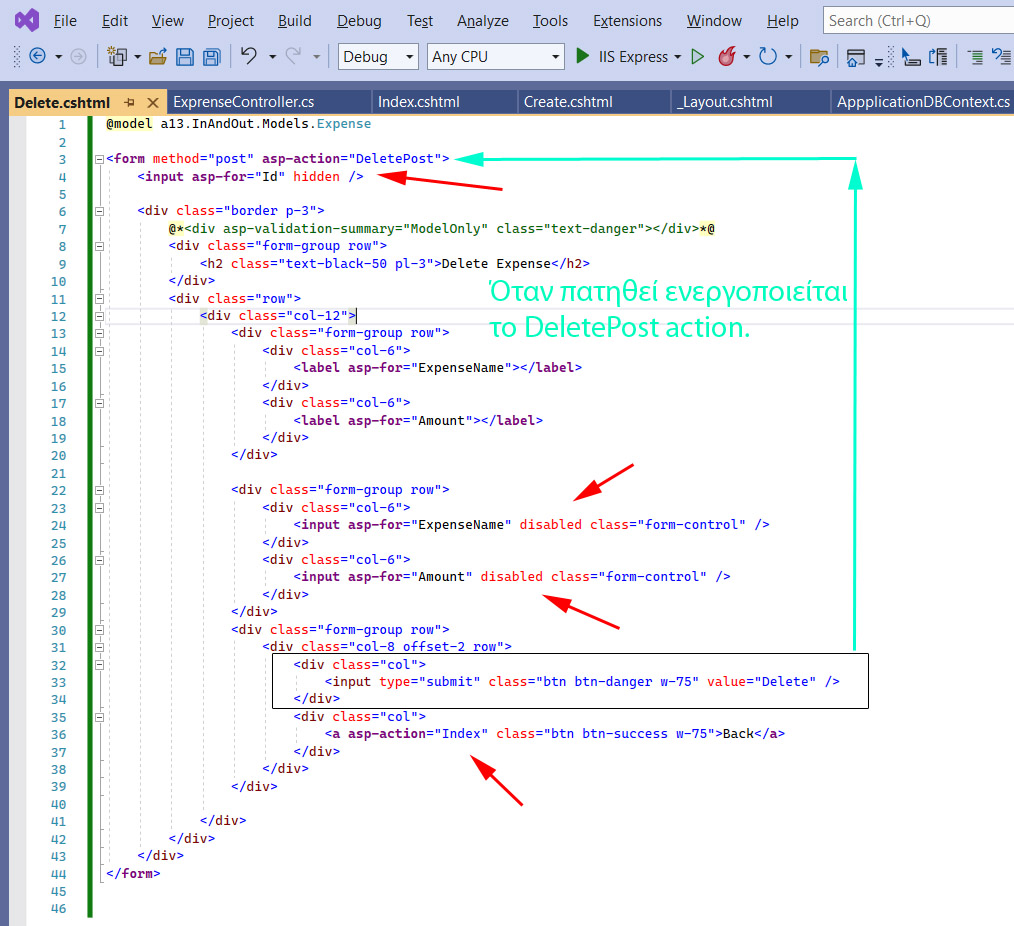 File Edit View Project Build Debug Test Analyze Tools Extensions Window Help Search (Ctrl+Q)
Debug Any CPU IIS Express
Delete.cshtml ExprenseController.cs Index.cshtml Create.cshtml _Layout.cshtml AppplicationDBContext.cs
1 @model a13.InAndOut.Models.Expense
2
3 <form method="post" asp-action="DeletePost">
4 <input asp-for="Id" hidden />
5
6 <div class="border p-3">
7 @*<div asp-validation-summary="ModelOnly" class="text-danger"></div>*@
8 <div class="form-group row">
9 <h2 class="text-black-50 pl-3">Delete Expense</h2>
10 </div>
11 <div class="row">
12 <div class="col-12">
Όταν πατηθεί ενεργοποιείται
το DeletePost action.
13 <div class="form-group row">
14 <div class="col-6">
15 <label asp-for="ExpenseName"></label>
16 </div>
17 <div class="col-6">
18 <label asp-for="Amount"></label>
19 </div>
20 </div>
21
22 <div class="form-group row">
23 <div class="col-6">
24 <input asp-for="ExpenseName" disabled class="form-control" />
25 </div>
26 <div class="col-6">
27 <input asp-for="Amount" disabled class="form-control" />
28 </div>
29 </div>
30 <div class="form-group row">
31 <div class="col-8 offset-2 row">
32 <div class="col">
33 <input type="submit" class="btn btn-danger w-75" value="Delete" />
34 </div>
35 <div class="col">
36 <a asp-action="Index" class="btn btn-success w-75">Back</a>
37 </div>
38 </div>
39 </div>
40
41 </div>
42 </div>
43 </div>
44 </form>
45
46